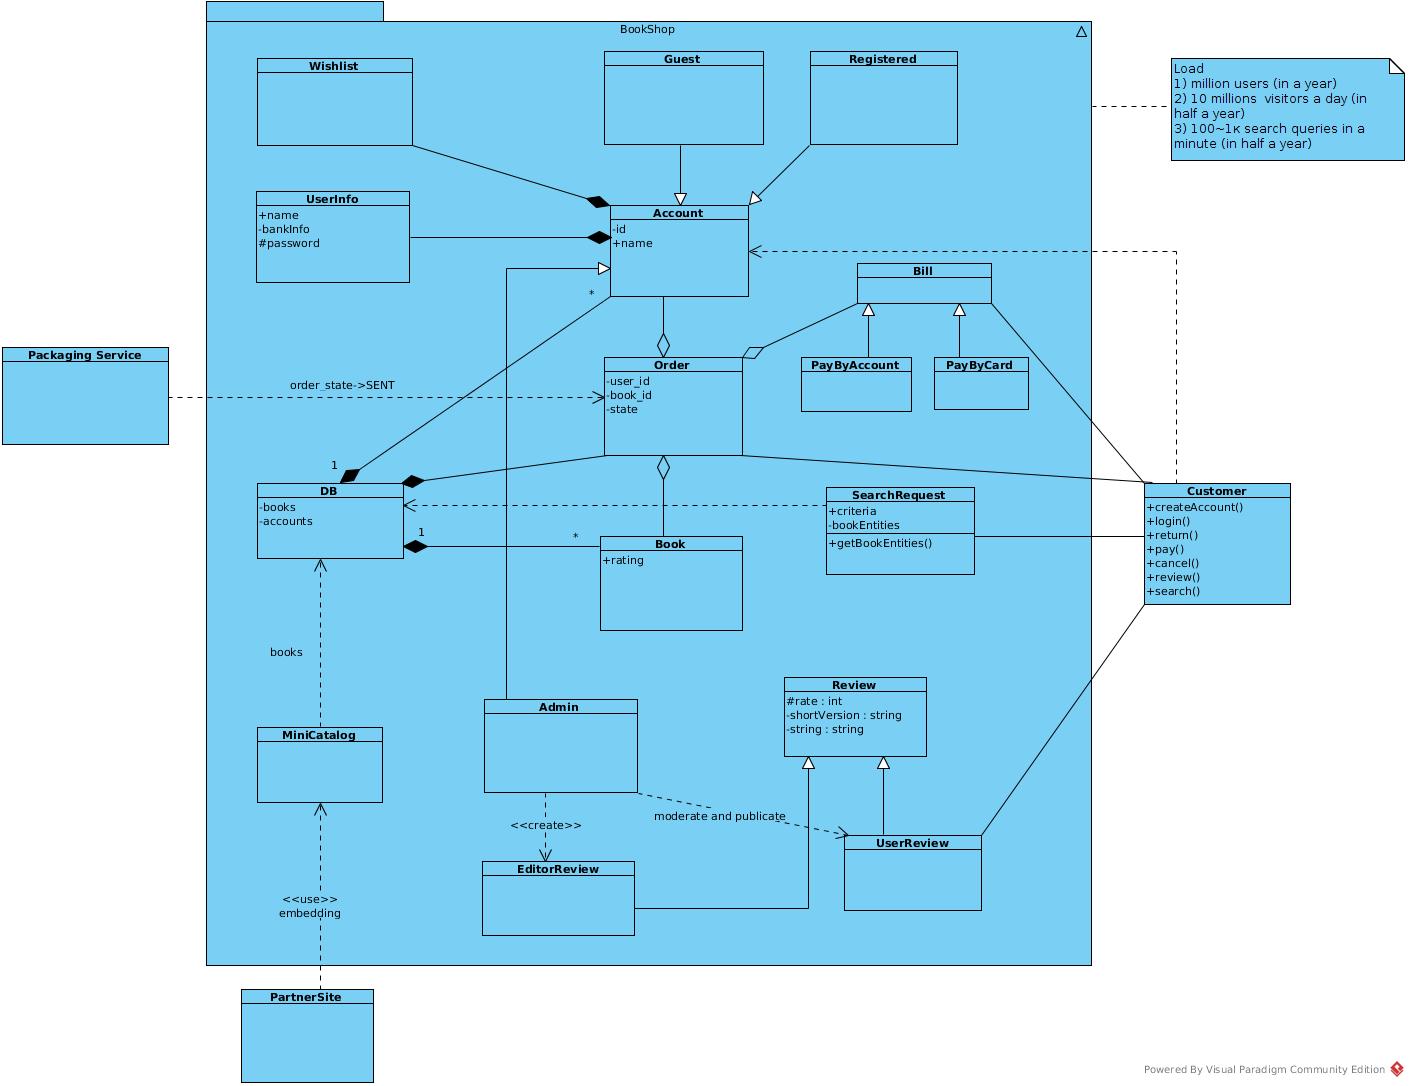 BookShop
Wishlist
Guest
Registered
Load
1) million users (in a year)
2) 10 millions  visitors a day (in
half a year)
3) 100~1к search queries in a
minute (in half a year)
UserInfo
+name
-bankInfo
#password
Account
-id
+name
Bill
*
Packaging Service
order_state->SENT
Order
-user_id
-book_id
-state
PayByAccount
PayByCard
1
DB
-books
-accounts
SearchRequest
+criteria
-bookEntities
+getBookEntities()
Customer
+createAccount()
+login()
+return()
+pay()
+cancel()
+review()
+search()
1
*
Book
+rating
books
Review
#rate : int
-shortVersion : string
-string : string
Admin
MiniCatalog
<<create>>
moderate and publicate
UserReview
EditorReview
<<use>>
embedding
PartnerSite
Powered By Visual Paradigm Community Edition